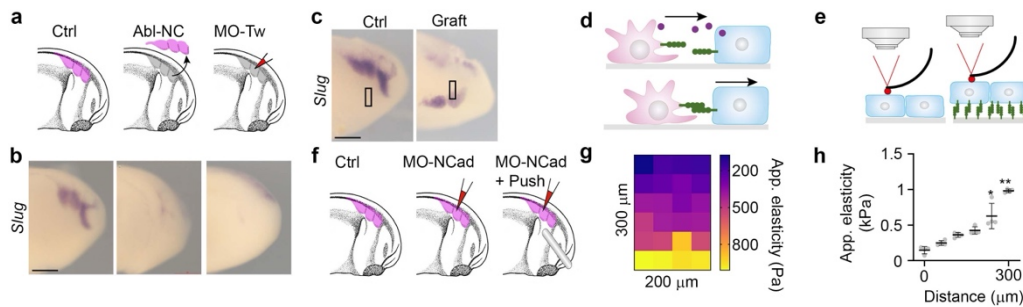 a
Ctrl
Abl-NC
MO-Tw
b
Slug
c
Ctrl
Graft
Slug
d
e
f
Ctrl
MO-NCad
MO-NCad
+ Push
g
300 µm
200 µm
200
500
800
App. elasticity (Pa)
h
App. elasticity
(kPa)
1.5
1
0.5
0
*
**
0
300
Distance (µm)